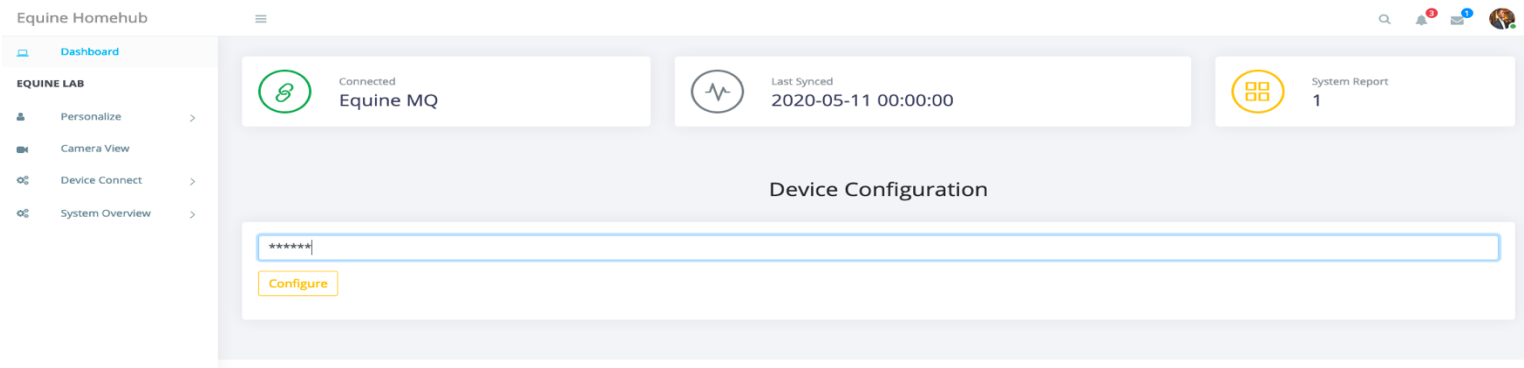 Equine Homehub
3
1
Dashboard
EQUINE LAB
Personalize
Camera View
Device Connect
System Overview
Connected
Equine MQ
Last Synced
2020-05-11 00:00:00
System Report
1
Device Configuration
******
Configure